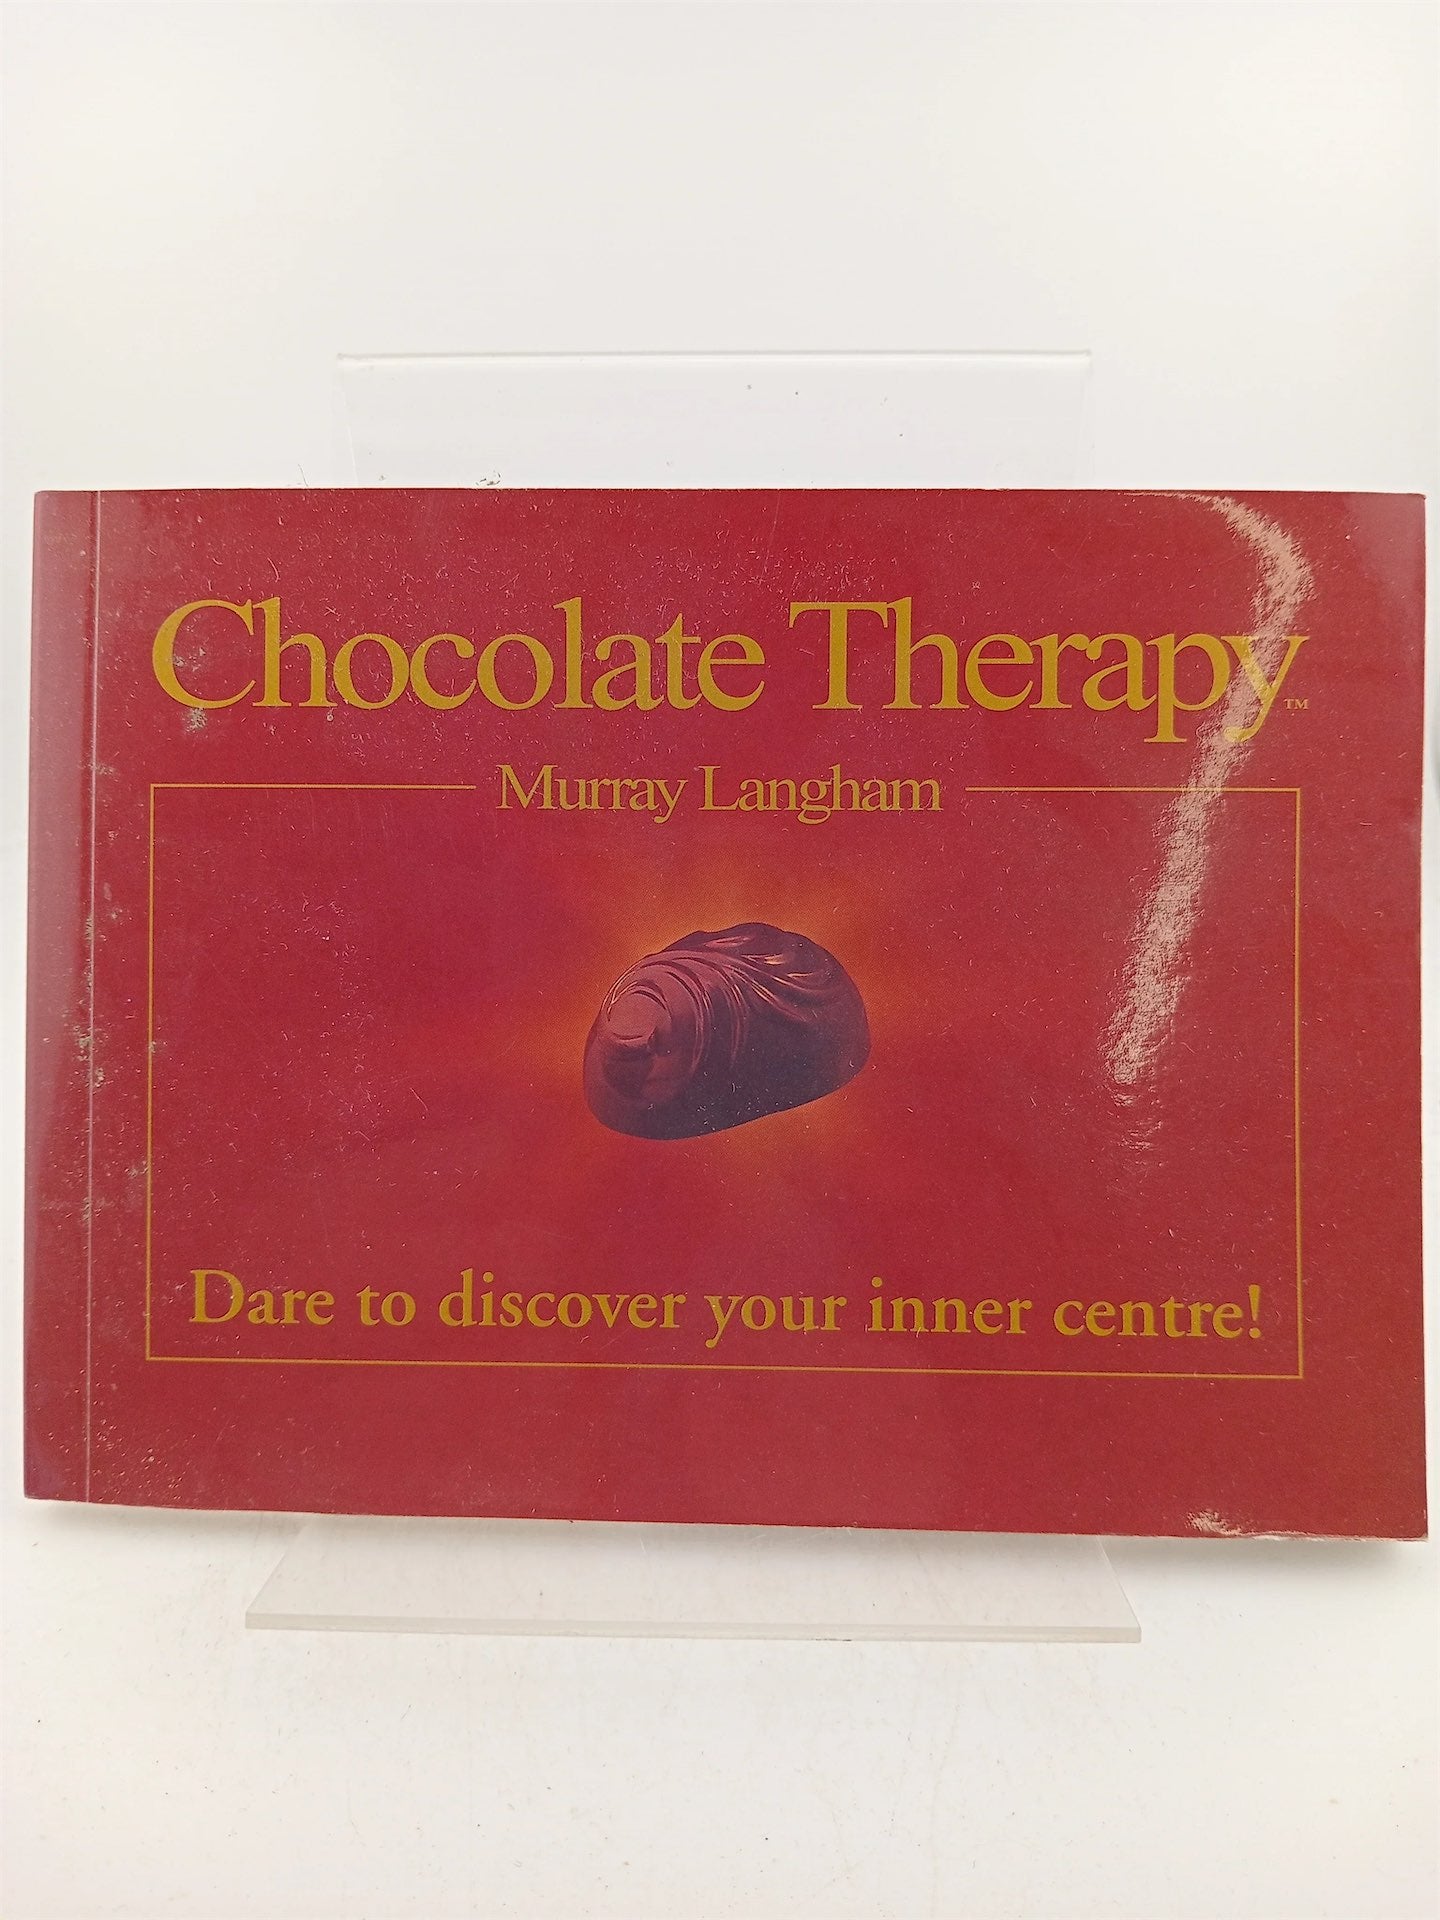 Chocolate Therapy™
Murray Langham
Dare to discover your inner centre!